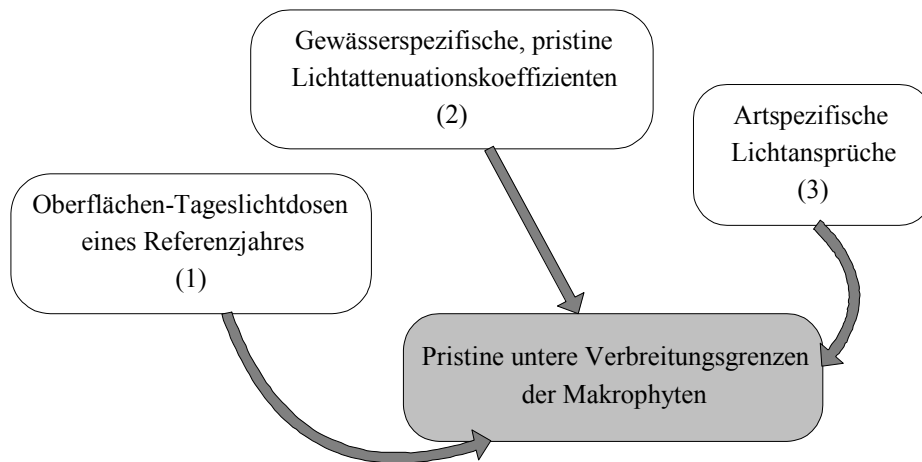 Gewässerspezifische, pristine
Lichtattenuationskoeffizienten
(2)
Artspezifische
Lichtansprüche
(3)
Oberflächen-Tageslichtdosen
eines Referenzjahres
(1)
Pristine untere Verbreitungsgrenzen
der Makrophyten